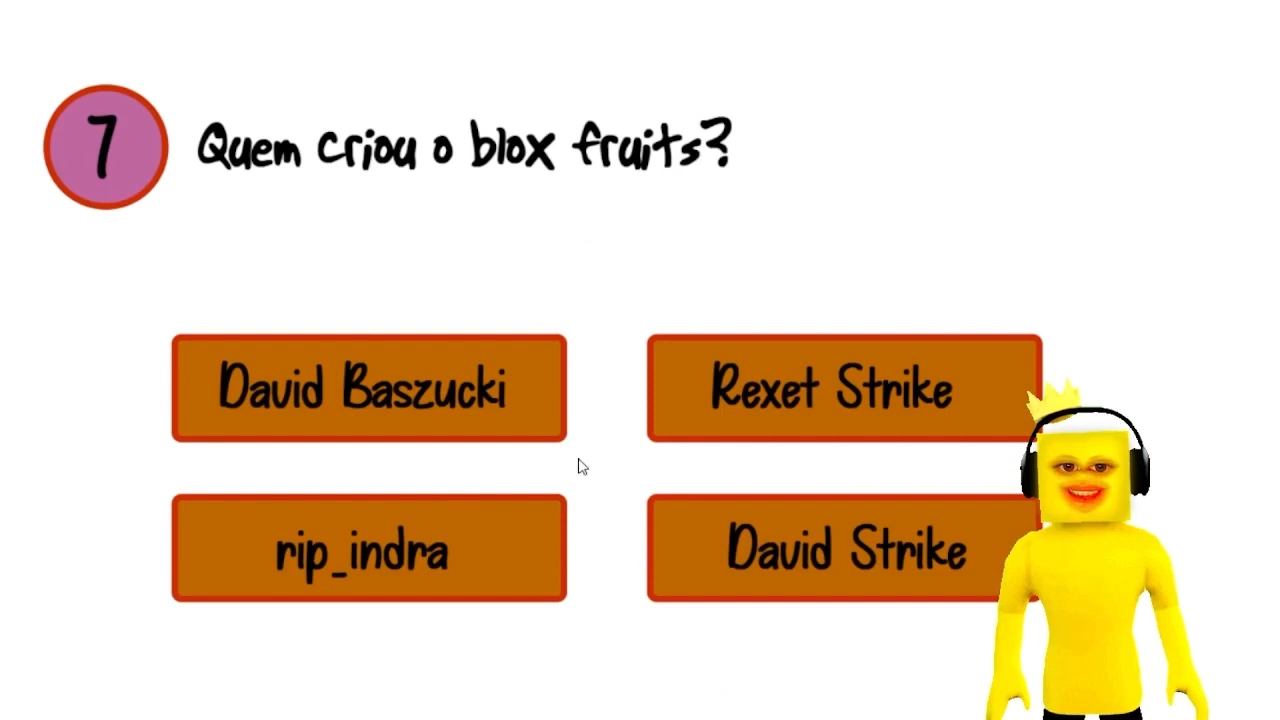 7
Quem criou o blox fruits?
David Baszucki
Rexet Strike
rip_indra
David Strike